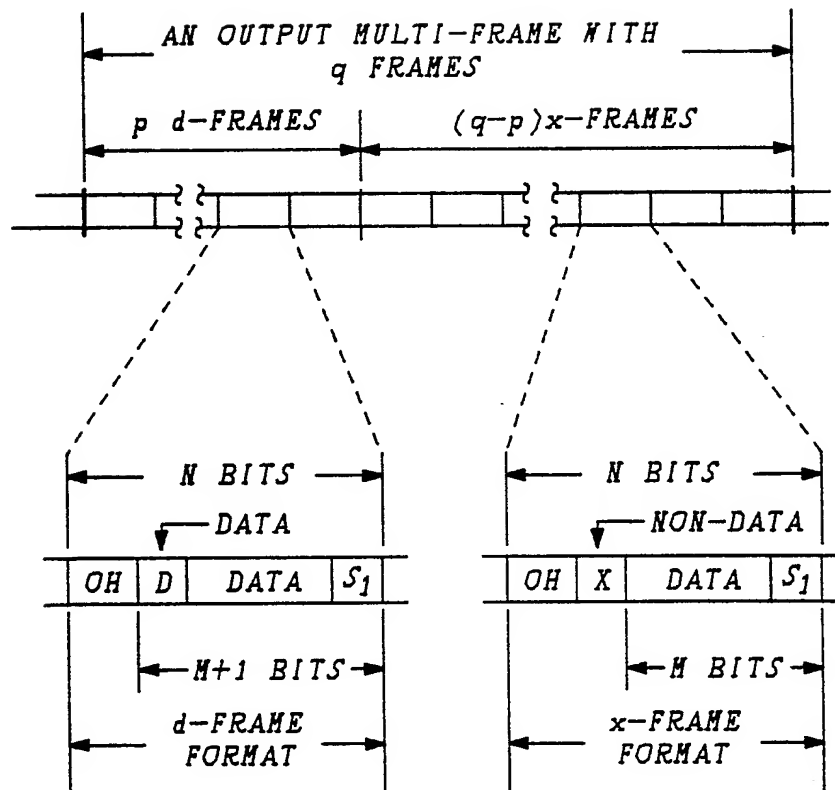 AN OUTPUT MULTI-FRAME WITH
q FRAMES
p d-FRAMES
(q-p)x-FRAMES
N BITS
N BITS
DATA
NON-DATA
OH D DATA S1
OH X DATA S1
M+1 BITS
M BITS
d-FRAME
FORMAT
x-FRAME
FORMAT